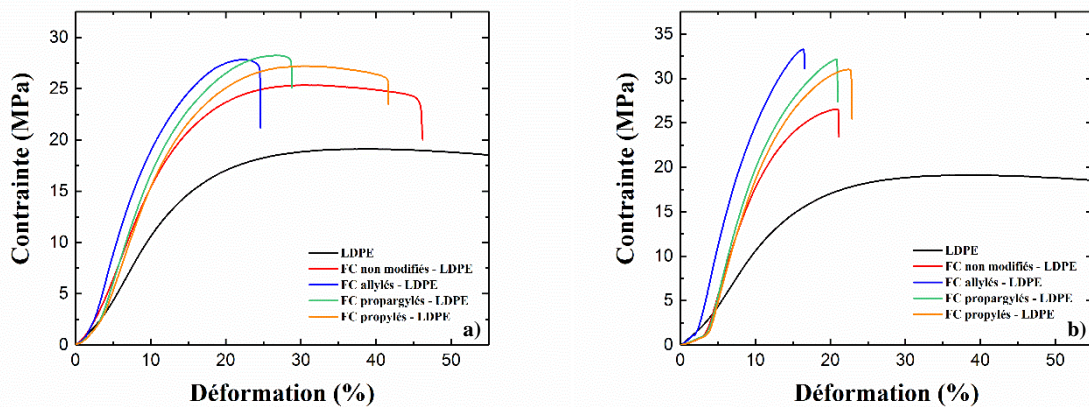 30
25
20
15
10
5
0
Contrainte (MPa)
LDPE
FC non modifiés - LDPE
FC allylés - LDPE
FC propargylés - LDPE
FC propylés - LDPE
a)
0 10 20 30 40 50
Déformation (%)
35
30
25
20
15
10
5
0
Contrainte (MPa)
LDPE
FC non modifiés - LDPE
FC allylés - LDPE
FC propargylés - LDPE
FC propylés - LDPE
b)
0 10 20 30 40 50
Déformation (%)